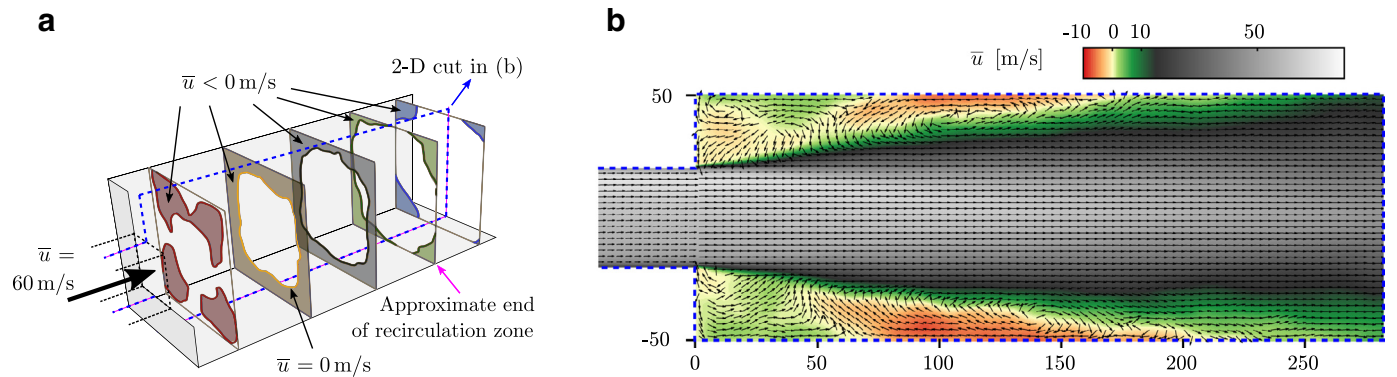 a
u̅ < 0 m/s
2-D cut in (b)
u̅ =
60 m/s
Approximate end
of recirculation zone
u̅ = 0 m/s
b
u̅ [m/s]
-10 0 10 50
50
-50
0 50 100 150 200 250